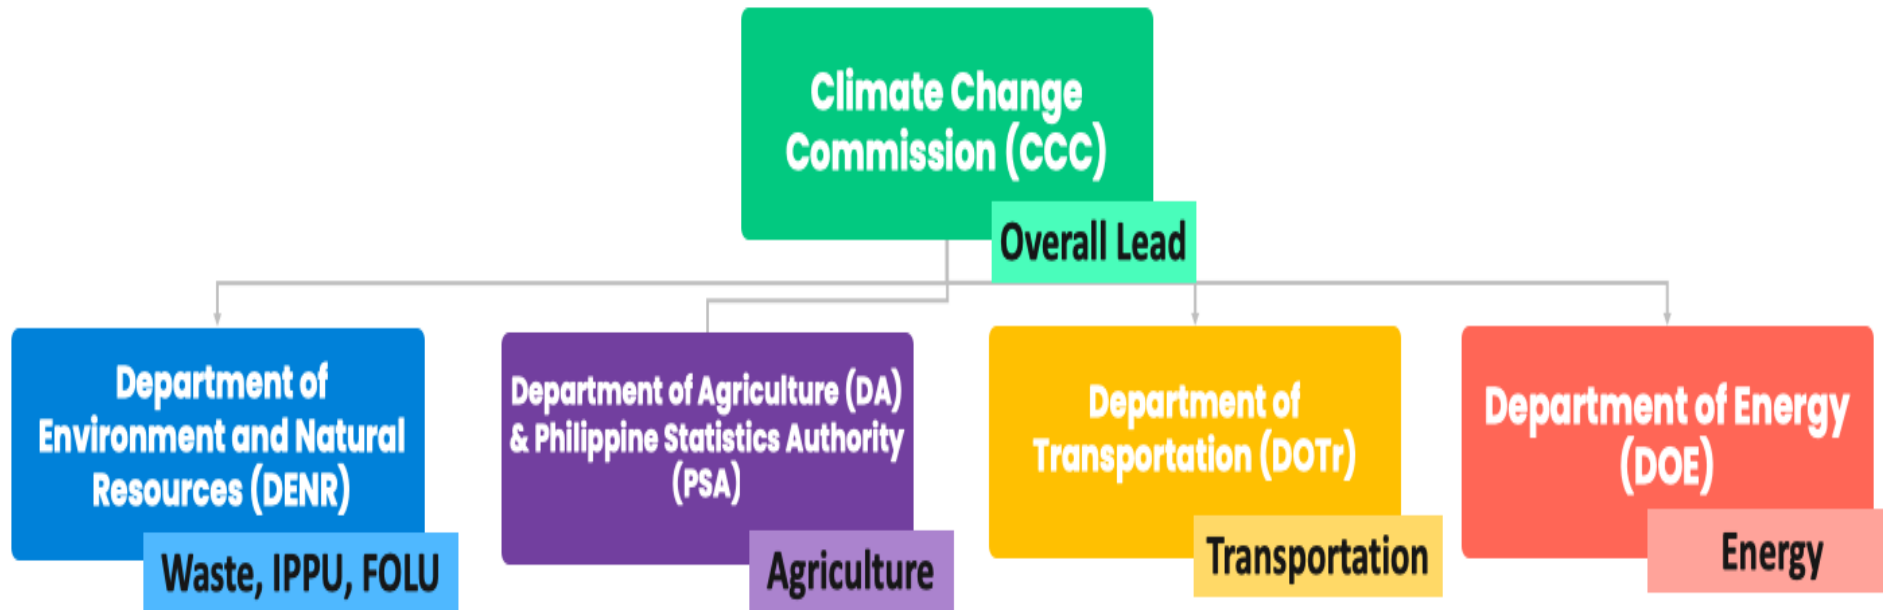 Climate Change
Commission (CCC)
Overall Lead
Department of
Environment and Natural
Resources (DENR)
Waste, IPPU, FOLU
Department of Agriculture (DA)
& Philippine Statistics Authority
(PSA)
Agriculture
Department of
Transportation (DOTr)
Transportation
Department of Energy
(DOE)
Energy